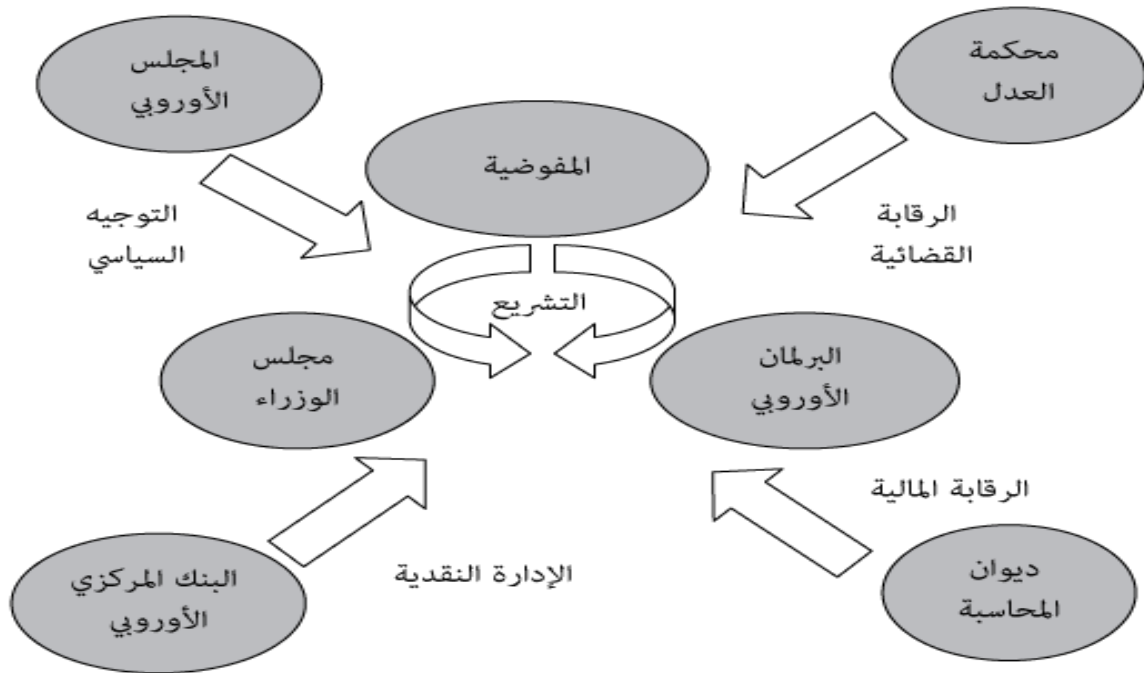 محكمة
العدل
المجلس
الأوروبي
المفوضية
الرقابة
القضائية
التوجيه
السياسي
التشريع
البرلمان
الأوروبي
مجلس
الوزراء
الرقابة المالية
ديوان
المحاسبة
الإدارة النقدية
البنك المركزي
الأوروبي